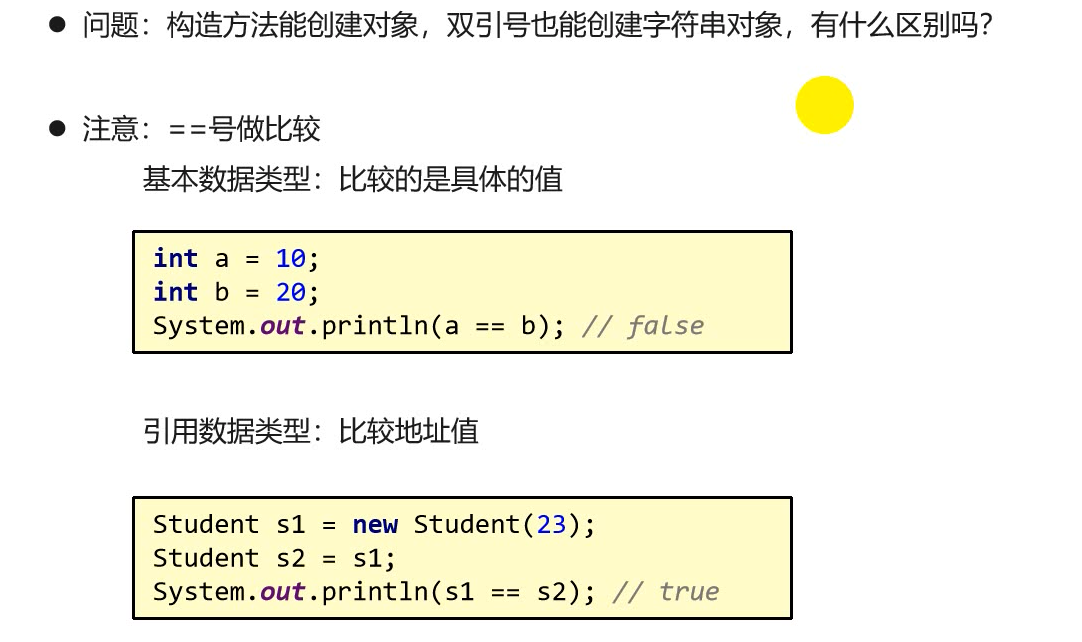 ● 问题：构造方法能创建对象，双引号也能创建字符串对象，有什么区别吗？
● 注意：==号做比较
基本数据类型：比较的是具体的值
int a = 10;
int b = 20;
System.out.println(a == b); // false
引用数据类型：比较地址值
Student s1 = new Student(23);
Student s2 = s1;
System.out.println(s1 == s2); // true